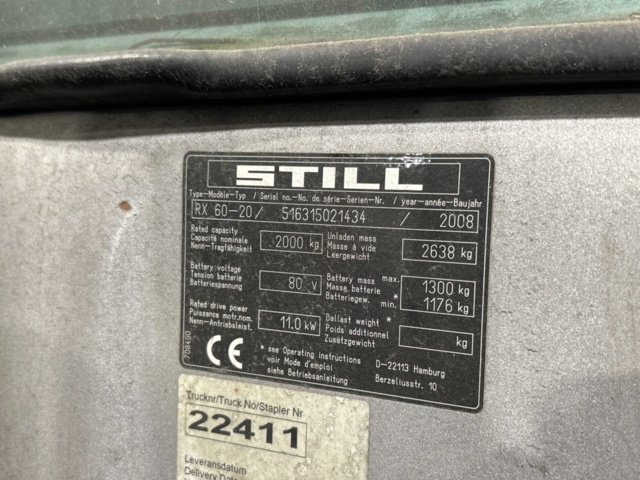 STILL
Type-Modèle-Typ / Serial no.-No. de série-Serien-Nr. / year-année-Baujahr
RX 60-20 / 516315021434 / 2008
Rated capacity
Capacité nominale
Nenn-Tragfähigkeit
2000 kg
Unladen mass
Masse à vide
Leergewicht
2638 kg
Battery voltage
Tension batterie
Batteriespannung
80 V
Battery mass max.
Masse batterie *
Batteriegew. min.
1300 kg
1176 kg
Rated drive power
Puissance motr.nom.
Nenn-Antriebsleist.
11.0 kW
Ballast weight *
Poids additionnel
Zusatzgewicht
kg
708490
CE
* see Operating instructions
voir Mode d'emploi
siehe Betriebsanleitung
D-22113 Hamburg
Berzeliusstr. 10
Trucknr/Truck No/Stapler Nr
22411
Leveransdatum
Delivery Date